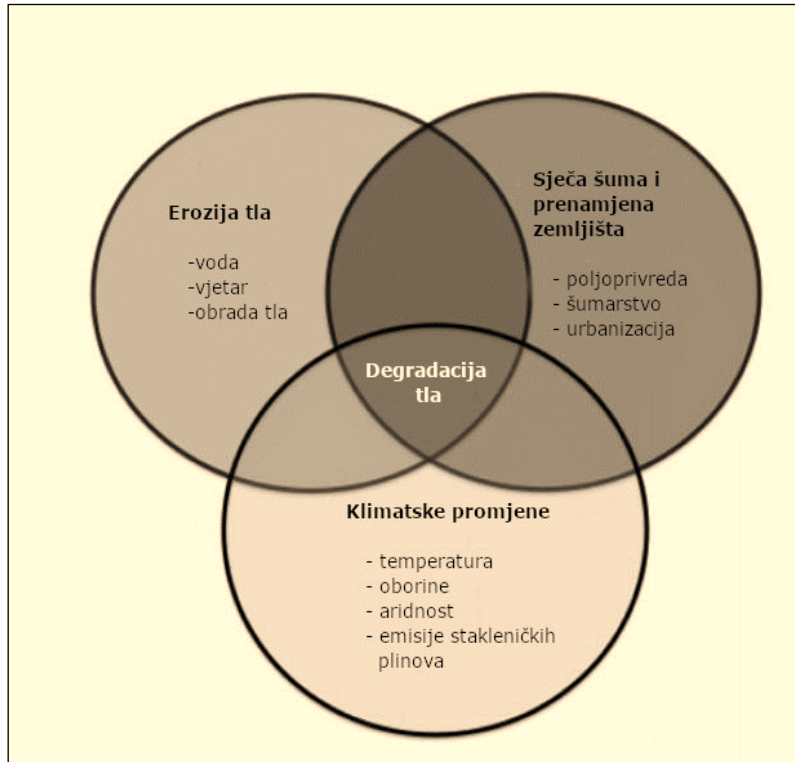 Erozija tla
-voda
-vjetar
-obrada tla
Sječa šuma i
prenamjena
zemljišta
- poljoprivreda
- šumarstvo
- urbanizacija
Degradacija
tla
Klimatske promjene
- temperatura
- oborine
- aridnost
- emisije stakleničkih
plinova